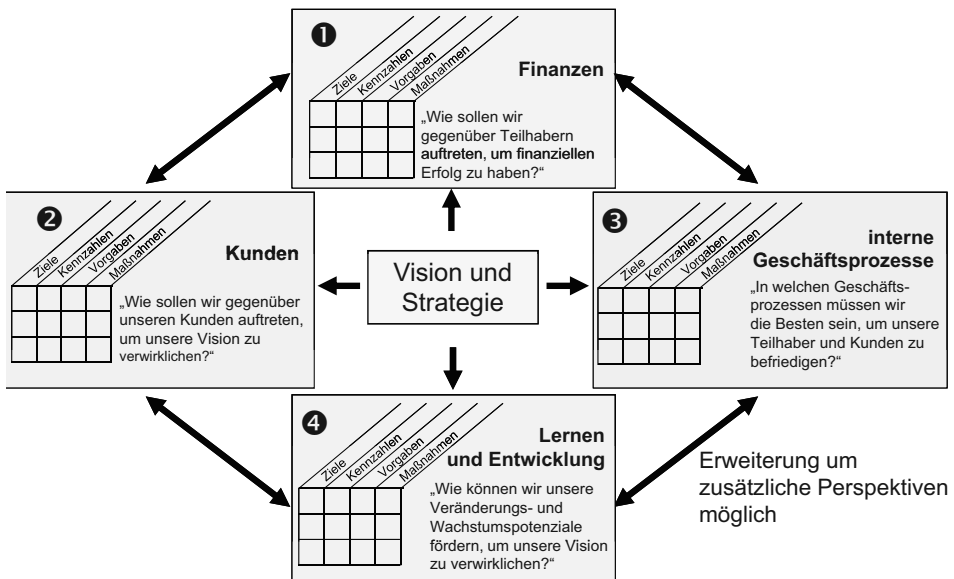 ❶
Ziele
Kennzahlen
Vorgaben
Maßnahmen
Finanzen
„Wie sollen wir
gegenüber Teilhabern
auftreten, um finanziellen
Erfolg zu haben?“
❷
Ziele
Kennzahlen
Vorgaben
Maßnahmen
Kunden
„Wie sollen wir gegenüber
unseren Kunden auftreten,
um unsere Vision zu
verwirklichen?“
Vision und
Strategie
❸
Ziele
Kennzahlen
Vorgaben
Maßnahmen
interne
Geschäftsprozesse
„In welchen Geschäfts-
prozessen müssen wir
die Besten sein, um unsere
Teilhaber und Kunden zu
befriedigen?“
❹
Ziele
Kennzahlen
Vorgaben
Maßnahmen
Lernen
und Entwicklung
„Wie können wir unsere
Veränderungs- und
Wachstumspotenziale
fördern, um unsere Vision
zu verwirklichen?“
Erweiterung um
zusätzliche Perspektiven
möglich